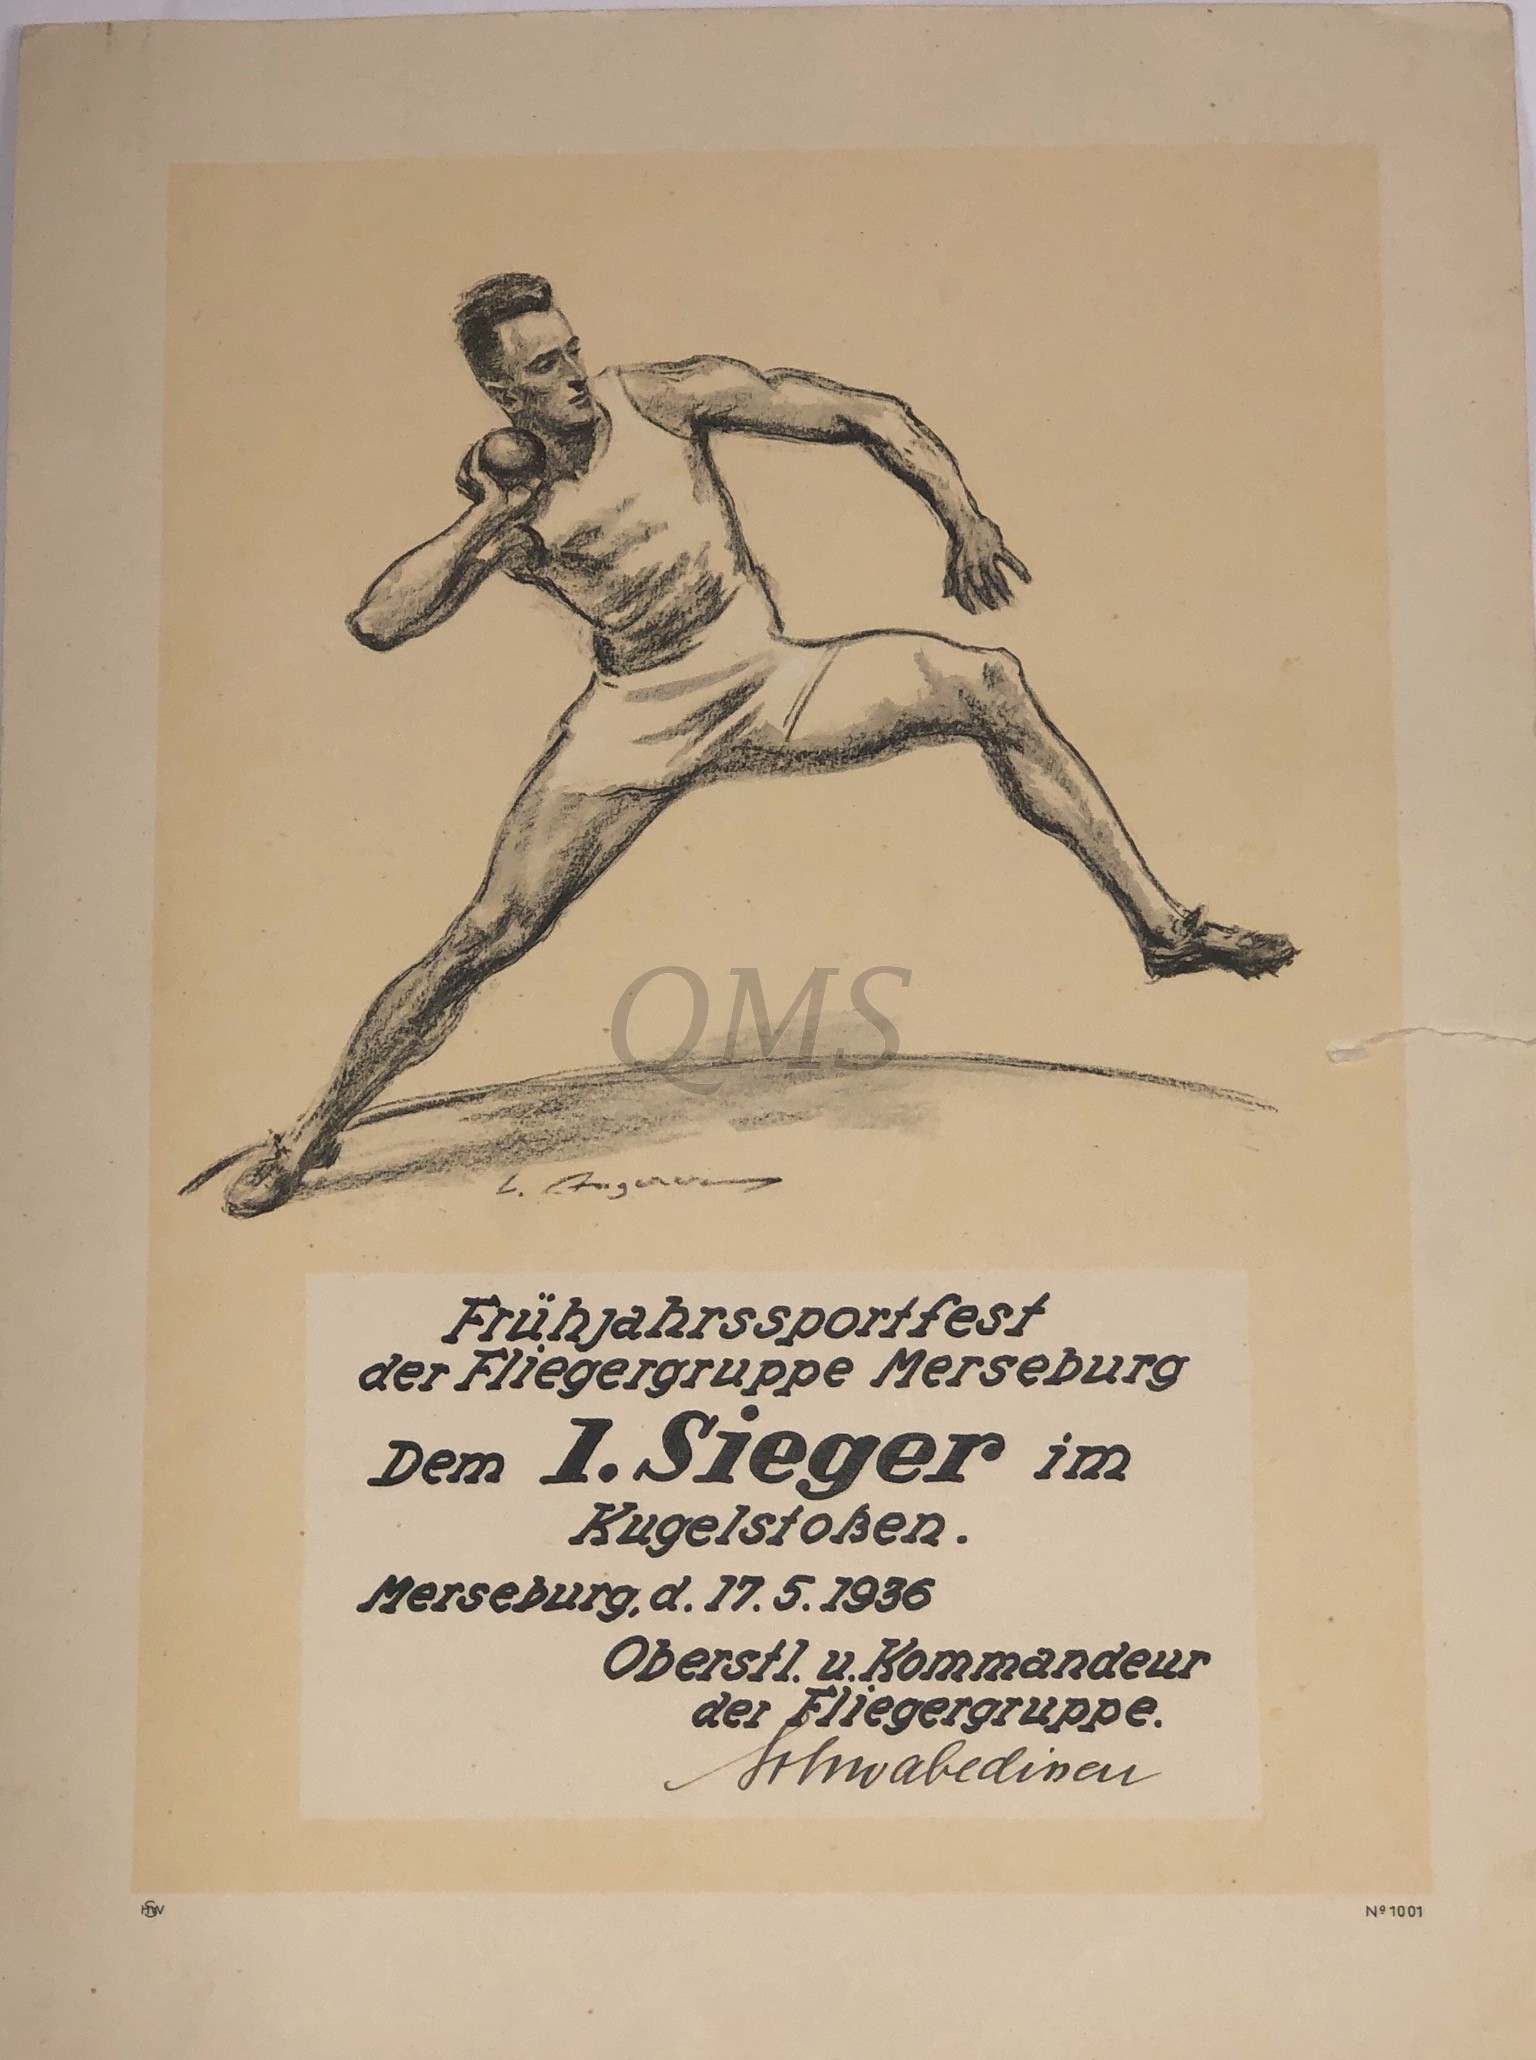 QMS
L.
Frühjahrssportfest
der Fliegergruppe Merseburg
Dem 1. Sieger im
Kugelstoßen.
Merseburg, d. 17. 5. 1936
Oberstl. u. Kommandeur
der Fliegergruppe.
Schwabedissen
HSW
Nº 1001